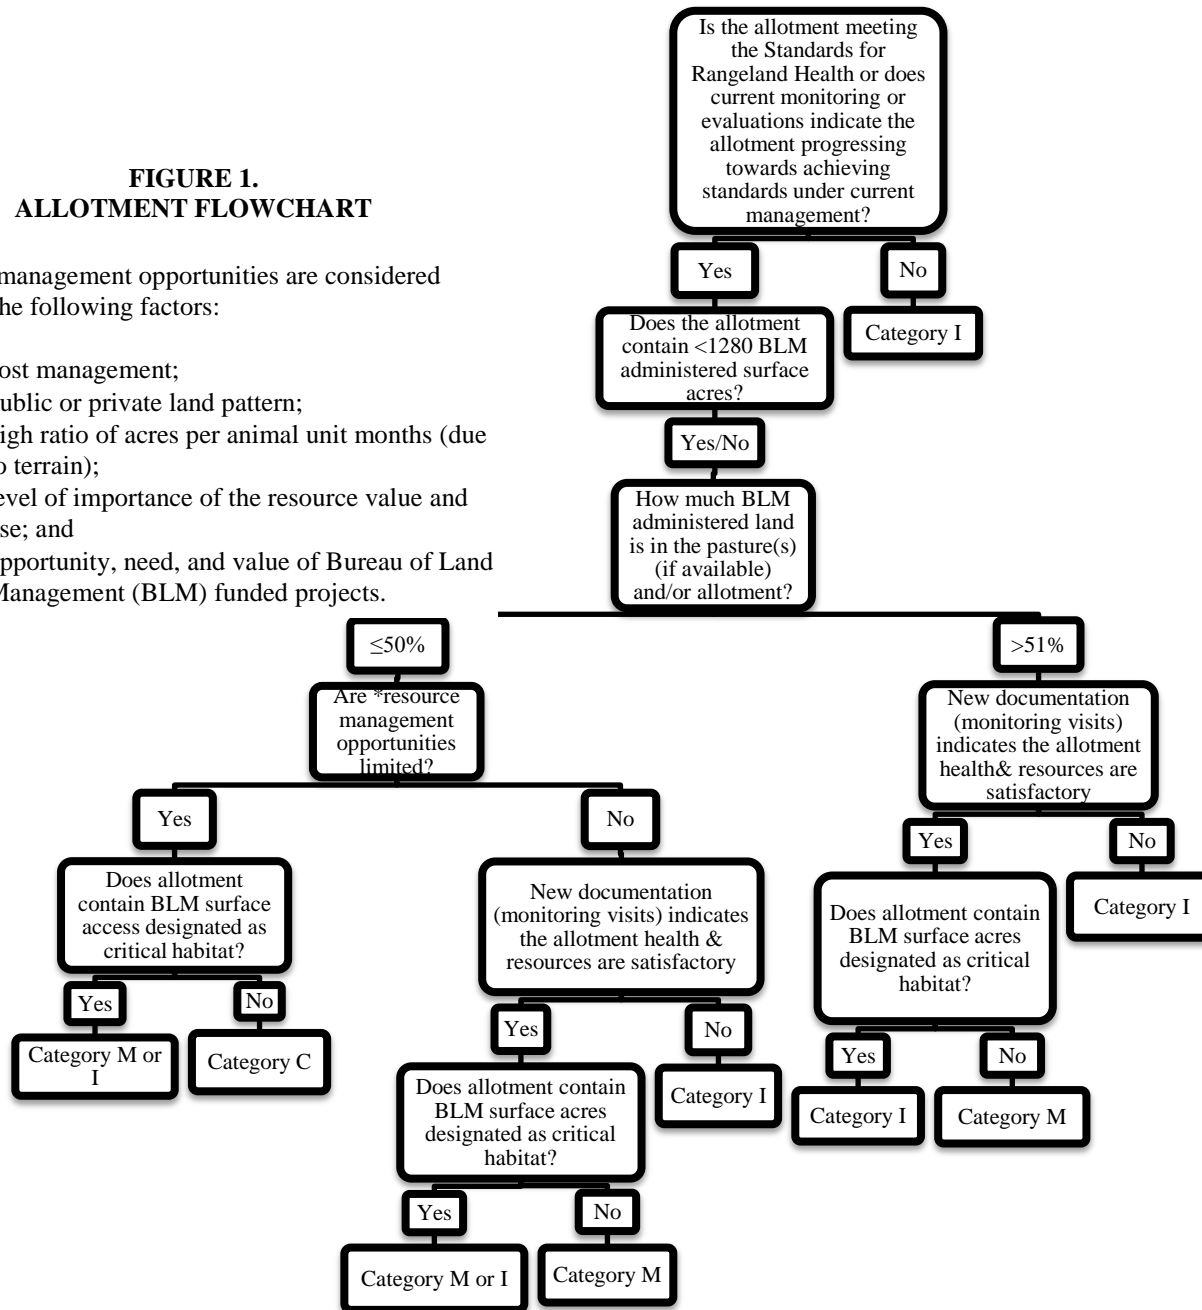 Is the allotment meeting
the Standards for
Rangeland Health or does
current monitoring or
evaluations indicate the
allotment progressing
towards achieving
standards under current
management?
FIGURE 1.
ALLOTMENT FLOWCHART
management opportunities are considered
he following factors:
ost management;
ublic or private land pattern;
igh ratio of acres per animal unit months (due
o terrain);
evel of importance of the resource value and
se; and
pportunity, need, and value of Bureau of Land
Management (BLM) funded projects.
Yes
No
Does the allotment
contain <1280 BLM
administered surface
acres?
Category I
Yes/No
How much BLM
administered land
is in the pasture(s)
(if available)
and/or allotment?
≤50%
>51%
Are *resource
management
opportunities
limited?
New documentation
(monitoring visits)
indicates the allotment
health& resources are
satisfactory
Yes
No
Yes
No
Does allotment
contain BLM surface
access designated as
critical habitat?
New documentation
(monitoring visits) indicates
the allotment health &
resources are satisfactory
Does allotment contain
BLM surface acres
designated as critical
habitat?
Category I
Yes
No
Yes
No
Yes
No
Category M or
I
Category C
Does allotment contain
BLM surface acres
designated as critical
habitat?
Category I
Category I
Category M
Yes
No
Category M or I
Category M